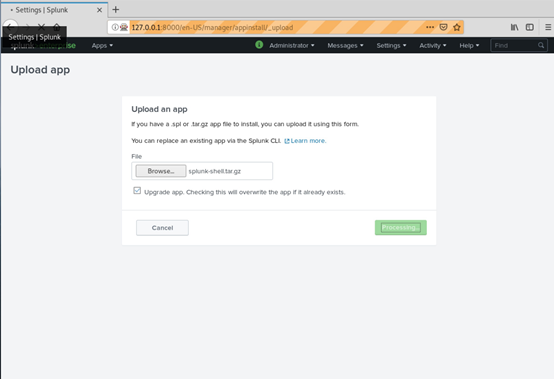 Settings | Splunk
127.0.0.1:8000/en-US/manager/appinstall/_upload
Settings | Splunk
Apps
Administrator
Messages
Settings
Activity
Help
Find
Upload app
Upload an app
If you have a .spl or .tar.gz app file to install, you can upload it using this form.
You can replace an existing app via the Splunk CLI. Learn more.
File
Browse... splunk-shell.tar.gz
Upgrade app. Checking this will overwrite the app if it already exists.
Cancel
Processing...